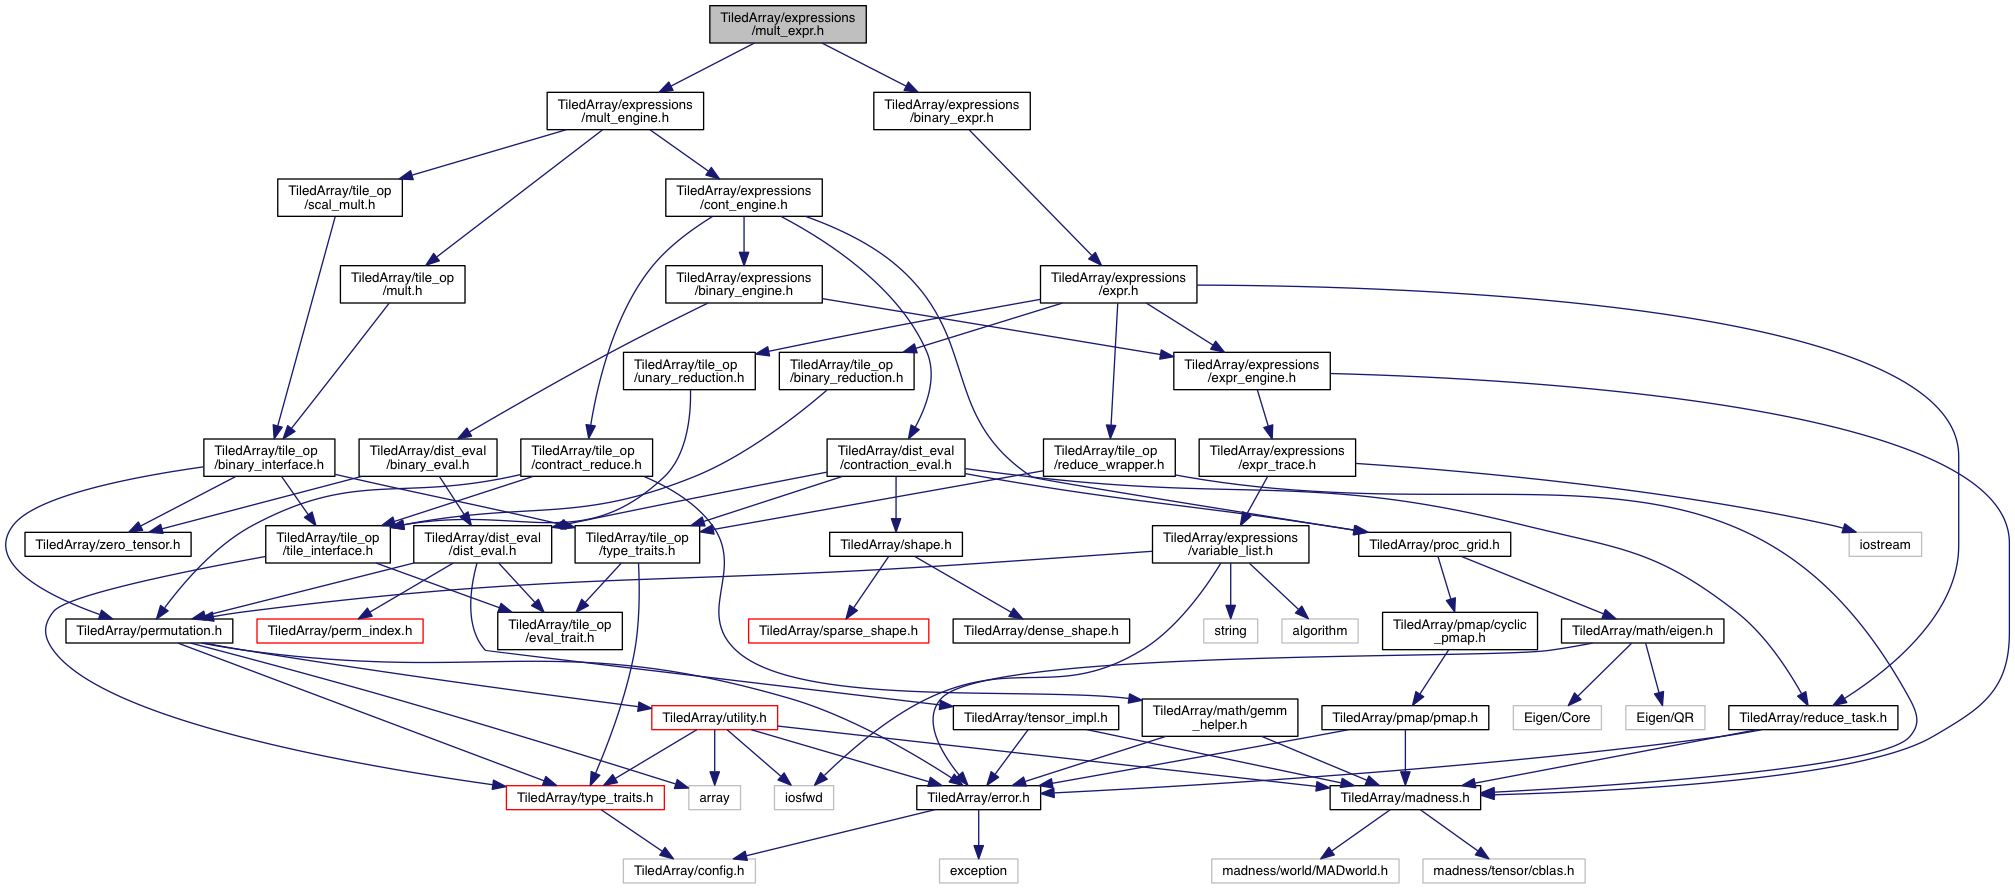 TiledArray/expressions
/mult_expr.h
TiledArray/expressions
/mult_engine.h
TiledArray/expressions
/binary_expr.h
TiledArray/tile_op
/scal_mult.h
TiledArray/expressions
/cont_engine.h
TiledArray/tile_op
/mult.h
TiledArray/expressions
/binary_engine.h
TiledArray/expressions
/expr.h
TiledArray/tile_op
/unary_reduction.h
TiledArray/tile_op
/binary_reduction.h
TiledArray/expressions
/expr_engine.h
TiledArray/tile_op
/binary_interface.h
TiledArray/dist_eval
/binary_eval.h
TiledArray/tile_op
/contract_reduce.h
TiledArray/dist_eval
/contraction_eval.h
TiledArray/tile_op
/reduce_wrapper.h
TiledArray/expressions
/expr_trace.h
TiledArray/zero_tensor.h
TiledArray/tile_op
/tile_interface.h
TiledArray/dist_eval
/dist_eval.h
TiledArray/tile_op
/type_traits.h
TiledArray/shape.h
TiledArray/expressions
/variable_list.h
TiledArray/proc_grid.h
iostream
TiledArray/permutation.h
TiledArray/perm_index.h
TiledArray/tile_op
/eval_trait.h
TiledArray/sparse_shape.h
TiledArray/dense_shape.h
string
algorithm
TiledArray/pmap/cyclic
_pmap.h
TiledArray/math/eigen.h
TiledArray/utility.h
TiledArray/tensor_impl.h
TiledArray/math/gemm
_helper.h
TiledArray/pmap/pmap.h
Eigen/Core
Eigen/QR
TiledArray/reduce_task.h
TiledArray/type_traits.h
array
iosfwd
TiledArray/error.h
TiledArray/madness.h
TiledArray/config.h
exception
madness/world/MADworld.h
madness/tensor/cblas.h